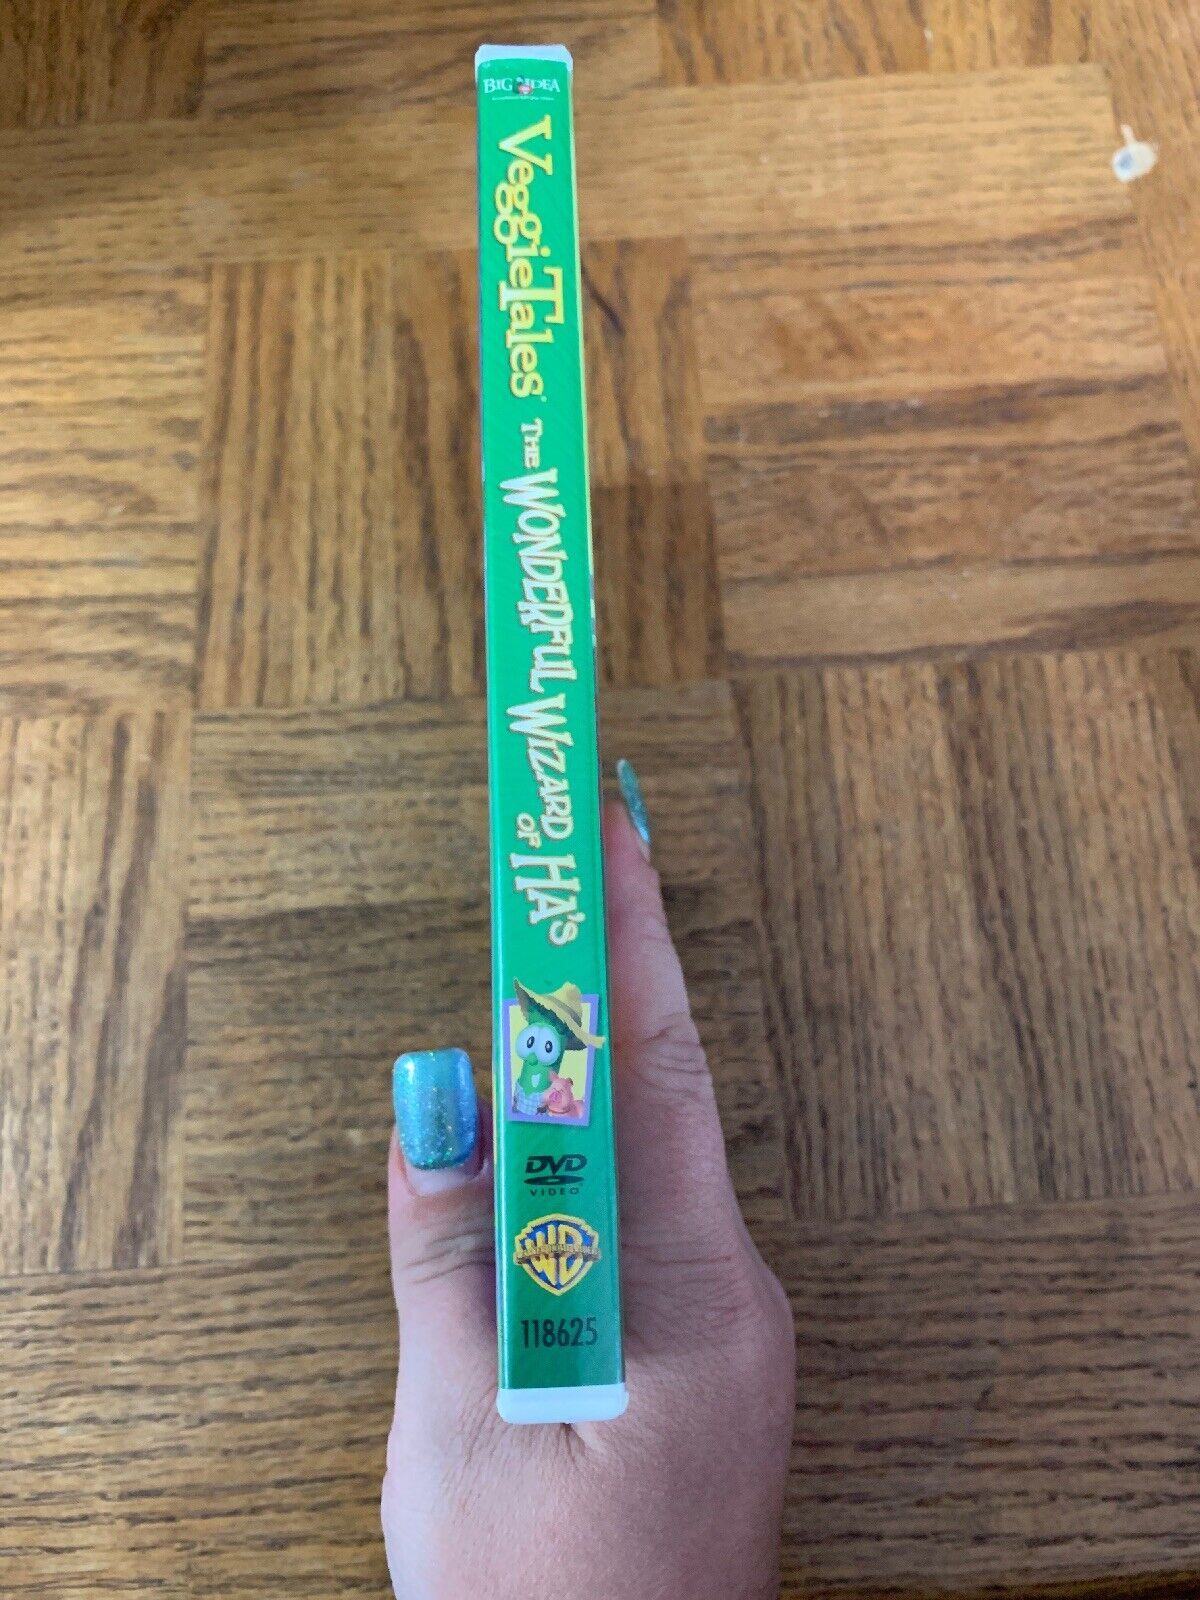 BIG IDEA
VeggieTales®
THE WONDERFUL WIZARD OF HA'S
DVD
VIDEO
WB
118625